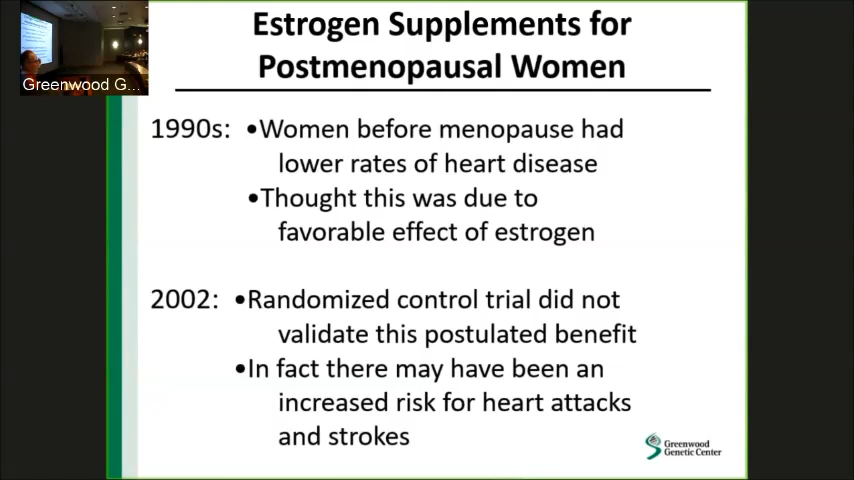 Estrogen Supplements for
Postmenopausal Women
Greenwood G...
1990s: •Women before menopause had
lower rates of heart disease
•Thought this was due to
favorable effect of estrogen
2002: •Randomized control trial did not
validate this postulated benefit
•In fact there may have been an
increased risk for heart attacks
and strokes
Greenwood
Genetic Center